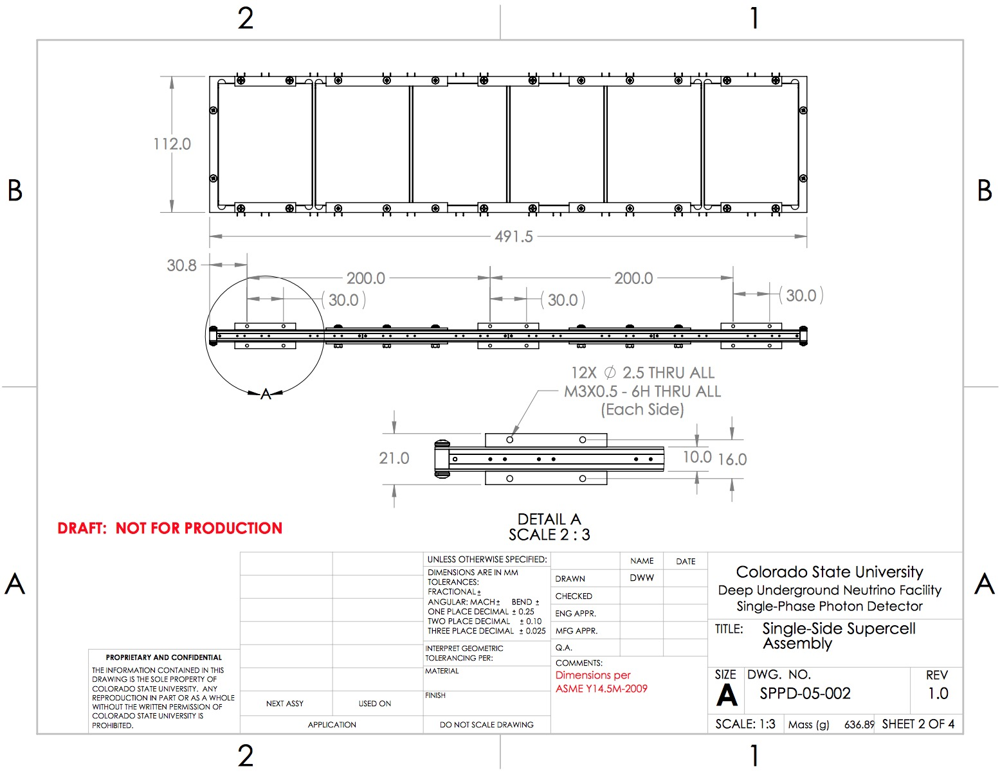 2 1
B B
112.0
491.5
30.8
200.0 200.0
(30.0) (30.0) (30.0)
A
12X Ø 2.5 THRU ALL
M3X0.5 - 6H THRU ALL
(Each Side)
21.0 10.0 16.0
DETAIL A
SCALE 2 : 3
DRAFT: NOT FOR PRODUCTION
A A
PROPRIETARY AND CONFIDENTIAL
THE INFORMATION CONTAINED IN THIS
DRAWING IS THE SOLE PROPERTY OF
COLORADO STATE UNIVERSITY. ANY
REPRODUCTION IN PART OR AS A WHOLE
WITHOUT THE WRITTEN PERMISSION OF
COLORADO STATE UNIVERSITY IS
PROHIBITED.
NEXT ASSY USED ON
APPLICATION
UNLESS OTHERWISE SPECIFIED:
DIMENSIONS ARE IN MM
TOLERANCES:
FRACTIONAL ±
ANGULAR: MACH ± BEND ±
ONE PLACE DECIMAL ± 0.25
TWO PLACE DECIMAL ± 0.10
THREE PLACE DECIMAL ± 0.025
INTERPRET GEOMETRIC
TOLERANCING PER:
MATERIAL
FINISH
DO NOT SCALE DRAWING
NAME DATE
DRAWN DWW
CHECKED
ENG APPR.
MFG APPR.
Q.A.
COMMENTS:
Dimensions per
ASME Y14.5M-2009
Colorado State University
Deep Underground Neutrino Facility
Single-Phase Photon Detector
TITLE: Single-Side Supercell
Assembly
SIZE DWG. NO. REV
A SPPD-05-002 1.0
SCALE: 1:3 Mass (g) 636.89 SHEET 2 OF 4
2 1